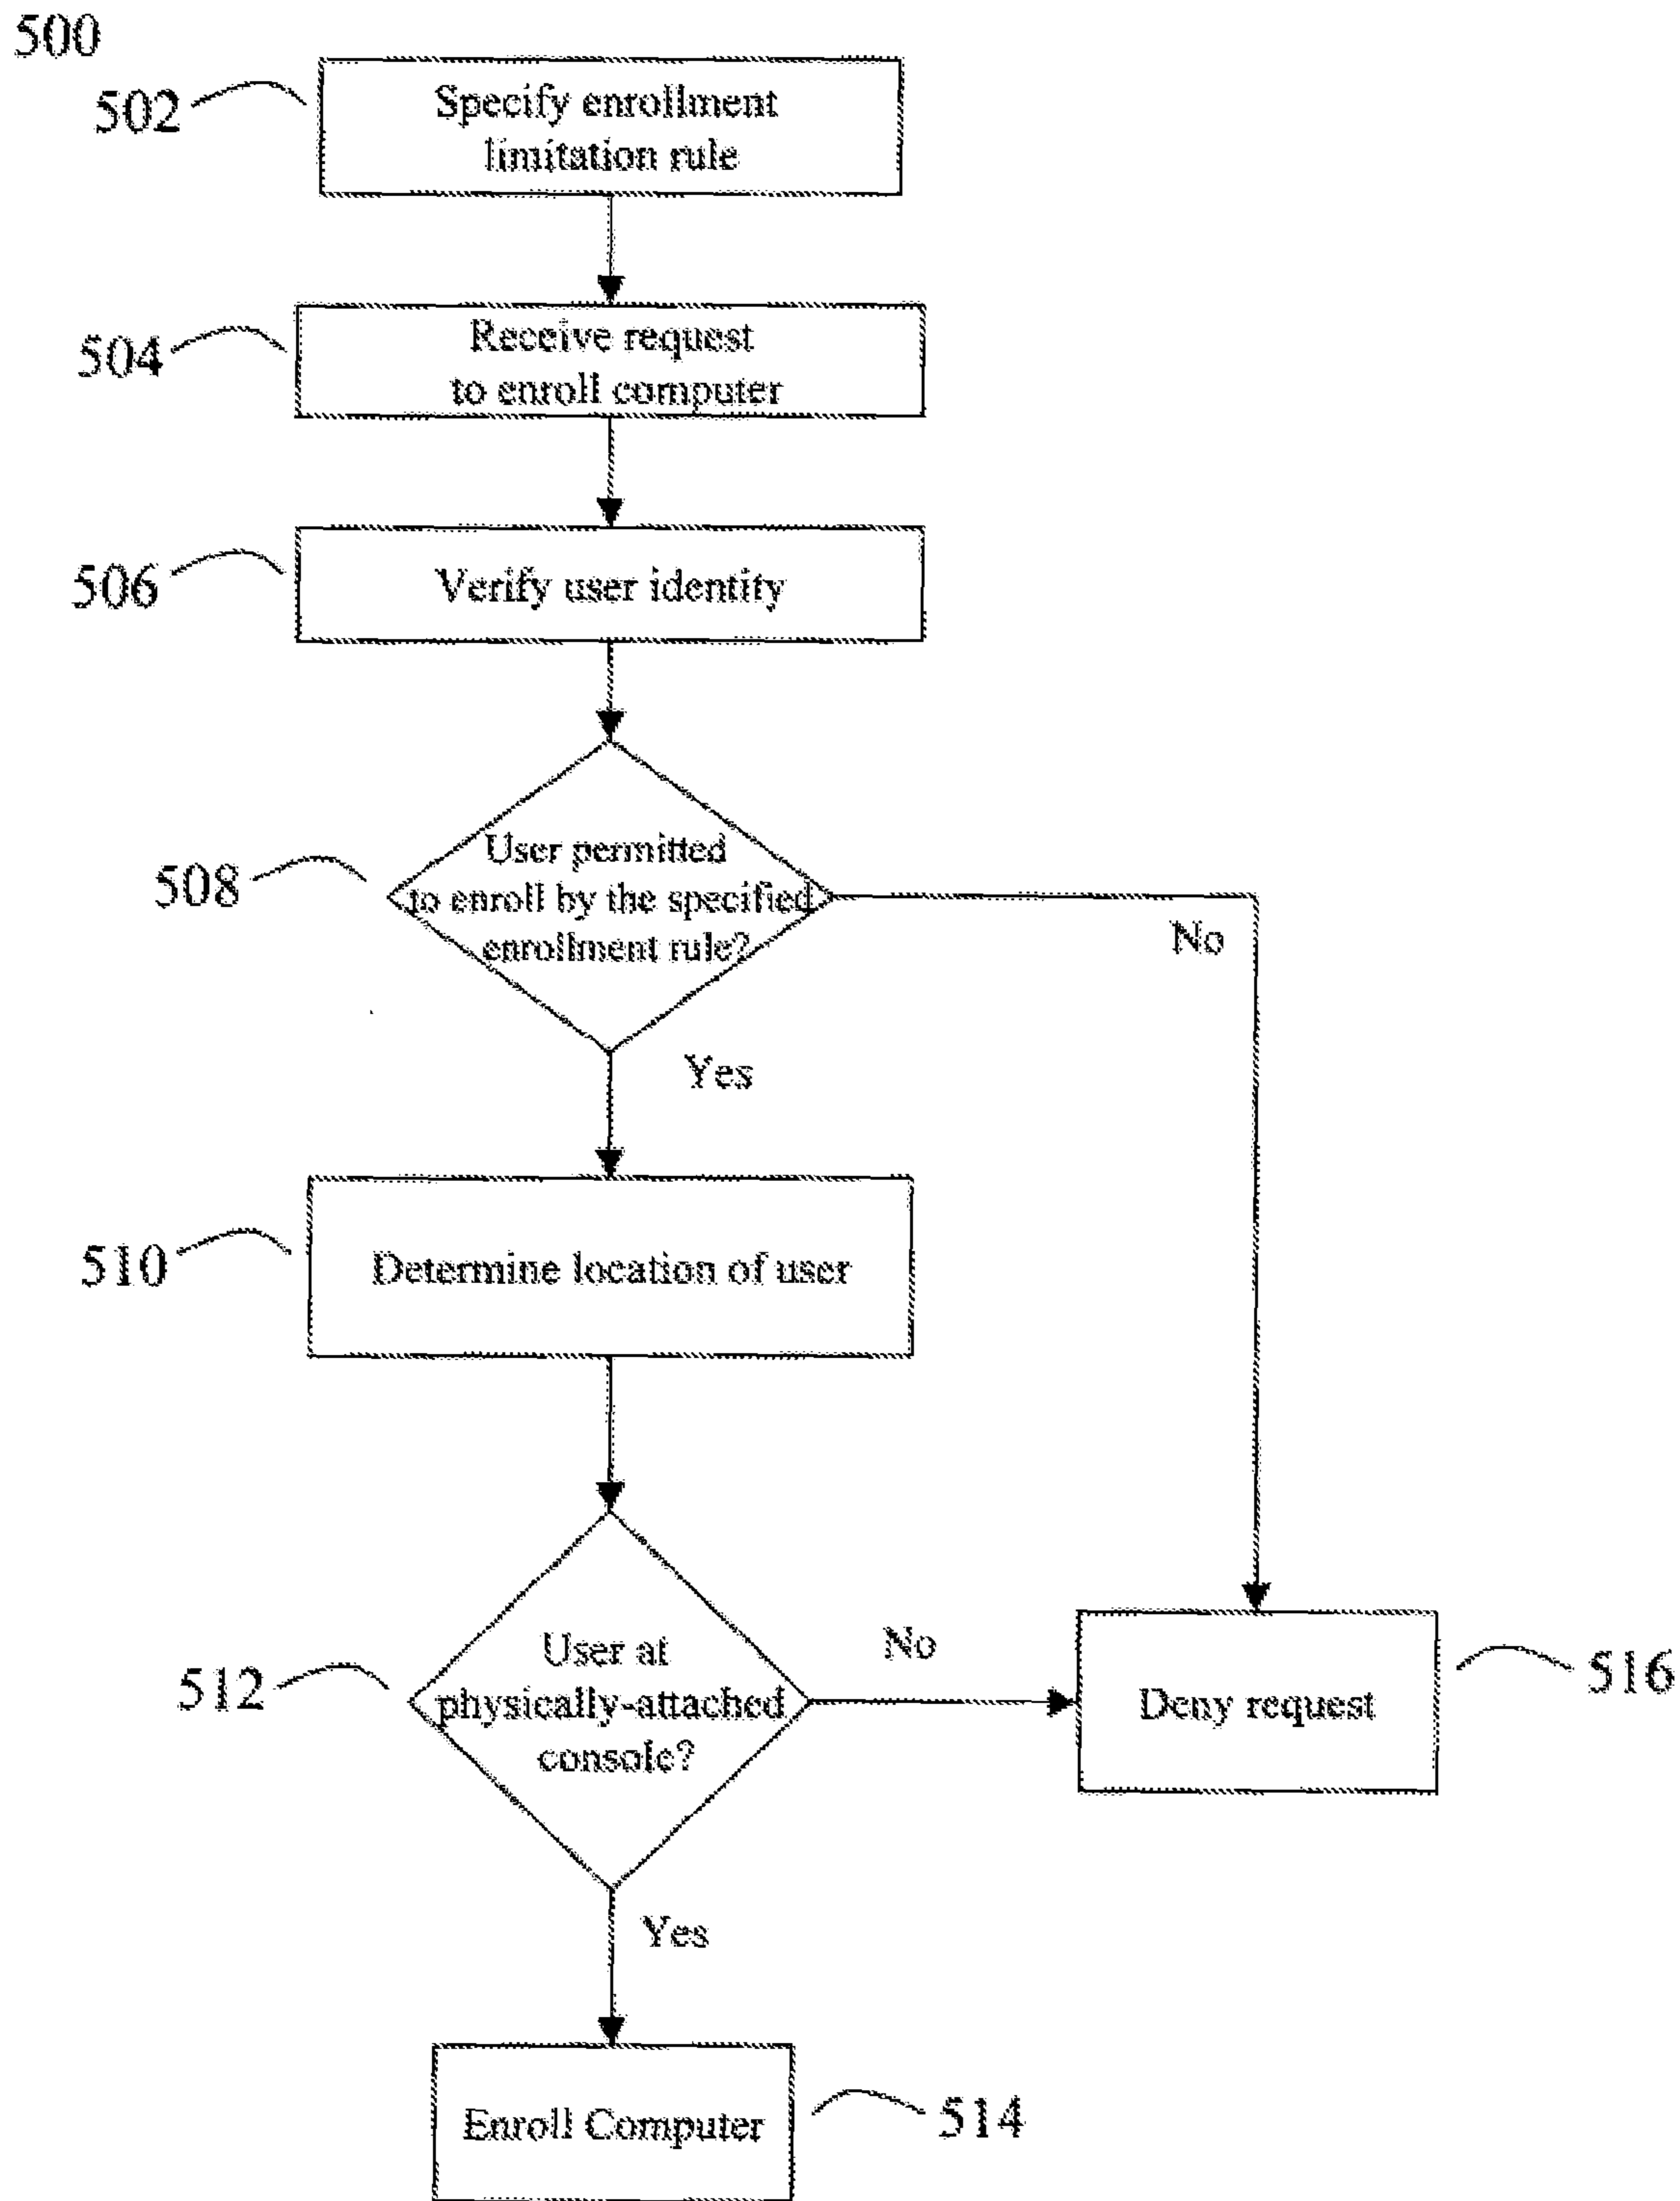 500
502
Specify enrollment
limitation rule
504
Receive request
to enroll computer
506
Verify user identity
508
User permitted
to enroll by the specified
enrollment rule?
No
Yes
510
Determine location of user
512
User at
physically-attached
console?
No
Deny request
516
Yes
Enroll Computer
514